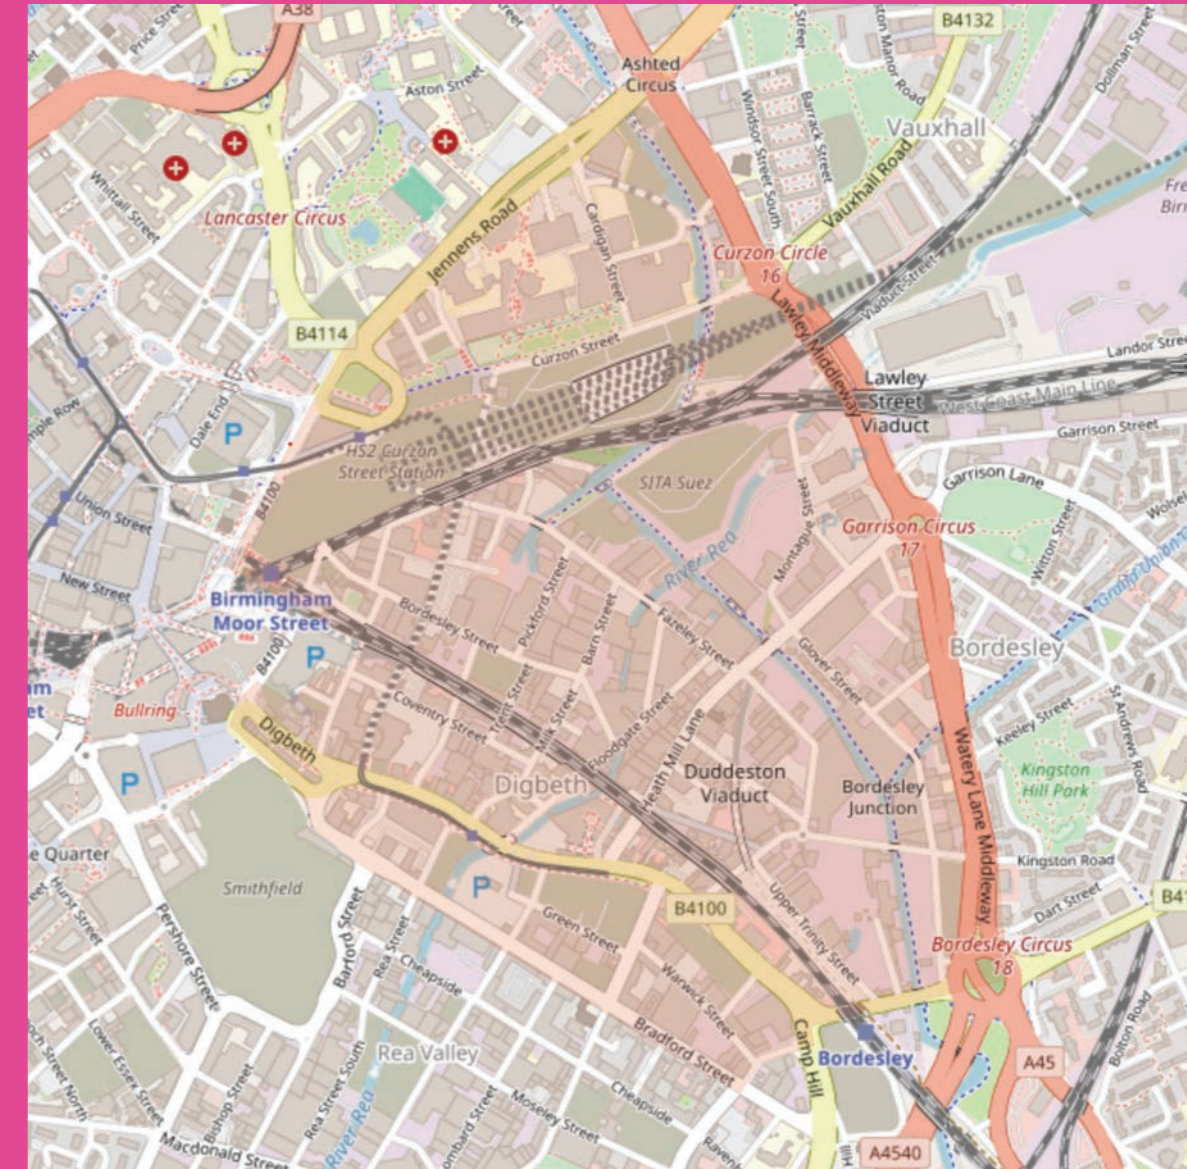 A38
Price Street
B4132
Ashted
Circus
Aston Street
Dollman Street
Barrack Street
Windsor Street South
Vauxhall
Vauxhall Road
Whittall Street
Lancaster Circus
Jennens Road
Cardigan Street
Curzon Circle
16
Viaduct Street
Lawley Middleway
B4114
Curzon Street
Landor
Lawley
Street
Viaduct
West Coast Main Line
Dale End
P
HS2 Curzon
Street Station
Garrison Street
P
Garrison Lane
SITA Suez
B4100
Union Street
Montague Street
P
Garrison Circus
17
Witton Street
River Rea
New Street
Birmingham
Moor Street
P
B4100
Bordesley Street
Pickford Street
Barn Street
Fazeley Street
Glover Street
Bordesley
Bullring
Digbeth
Coventry Street
Trent Street
Milk Street
Floodgate Street
Heath Mill Lane
Keeley Street
St Andrews Road
Watery Lane Middleway
P
Digbeth
Duddeston
Viaduct
Bordesley
Junction
Kingston
Hill Park
Quarter
Smithfield
P
Kingston Road
Hurst Street
B4100
Dart Street
Pershore Street
Barford Street
Rea Street
Green Street
Upper Trinity Street
Bordesley Circus
18
Cheapside
Warwick Street
Bolton Road
Lower Essex Street
Rea Valley
Bradford Street
Camp Hill
Bordesley
A45
Bishop Street
Rea Street South
River Rea
Cheapside
Moseley Street
Macdonald Street
A4540